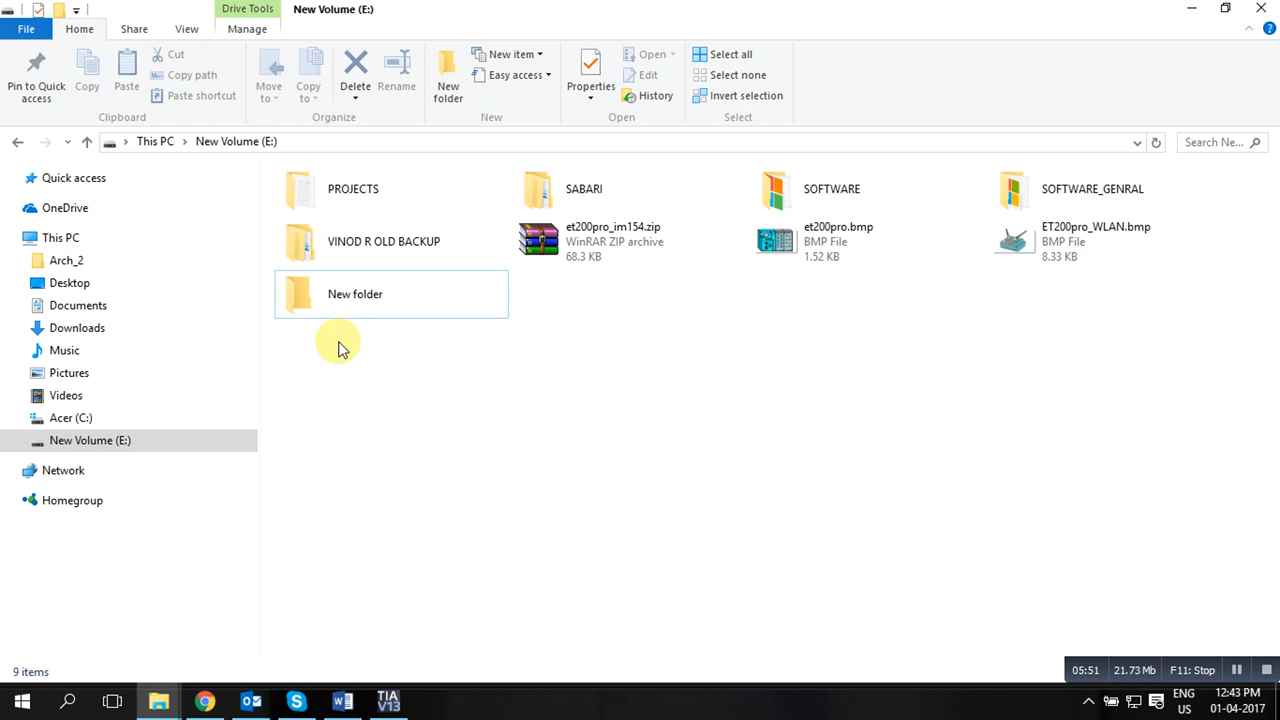 Drive Tools
New Volume (E:)
File
Home
Share
View
Manage
Pin to Quick access
Copy
Paste
Cut
Copy path
Paste shortcut
Clipboard
Move to
Copy to
Delete
Rename
Organize
New folder
New item
Easy access
New
Properties
Open
Edit
History
Open
Select all
Select none
Invert selection
Select
This PC
New Volume (E:)
Search Ne...
Quick access
OneDrive
This PC
Arch_2
Desktop
Documents
Downloads
Music
Pictures
Videos
Acer (C:)
New Volume (E:)
Network
Homegroup
PROJECTS
SABARI
SOFTWARE
SOFTWARE_GENRAL
VINOD R OLD BACKUP
et200pro_im154.zip
WinRAR ZIP archive
68.3 KB
et200pro.bmp
BMP File
1.52 KB
ET200pro_WLAN.bmp
BMP File
8.33 KB
New folder
9 items
05:51
21.73 Mb
F11: Stop
TIA
V13
ENG
US
12:43 PM
01-04-2017